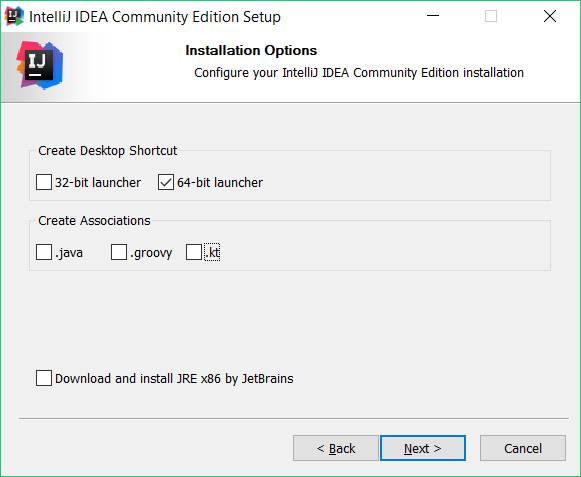 IntelliJ IDEA Community Edition Setup
IJ
Installation Options
Configure your IntelliJ IDEA Community Edition installation
Create Desktop Shortcut
32-bit launcher 64-bit launcher
Create Associations
.java .groovy .kt
Download and install JRE x86 by JetBrains
< Back Next > Cancel